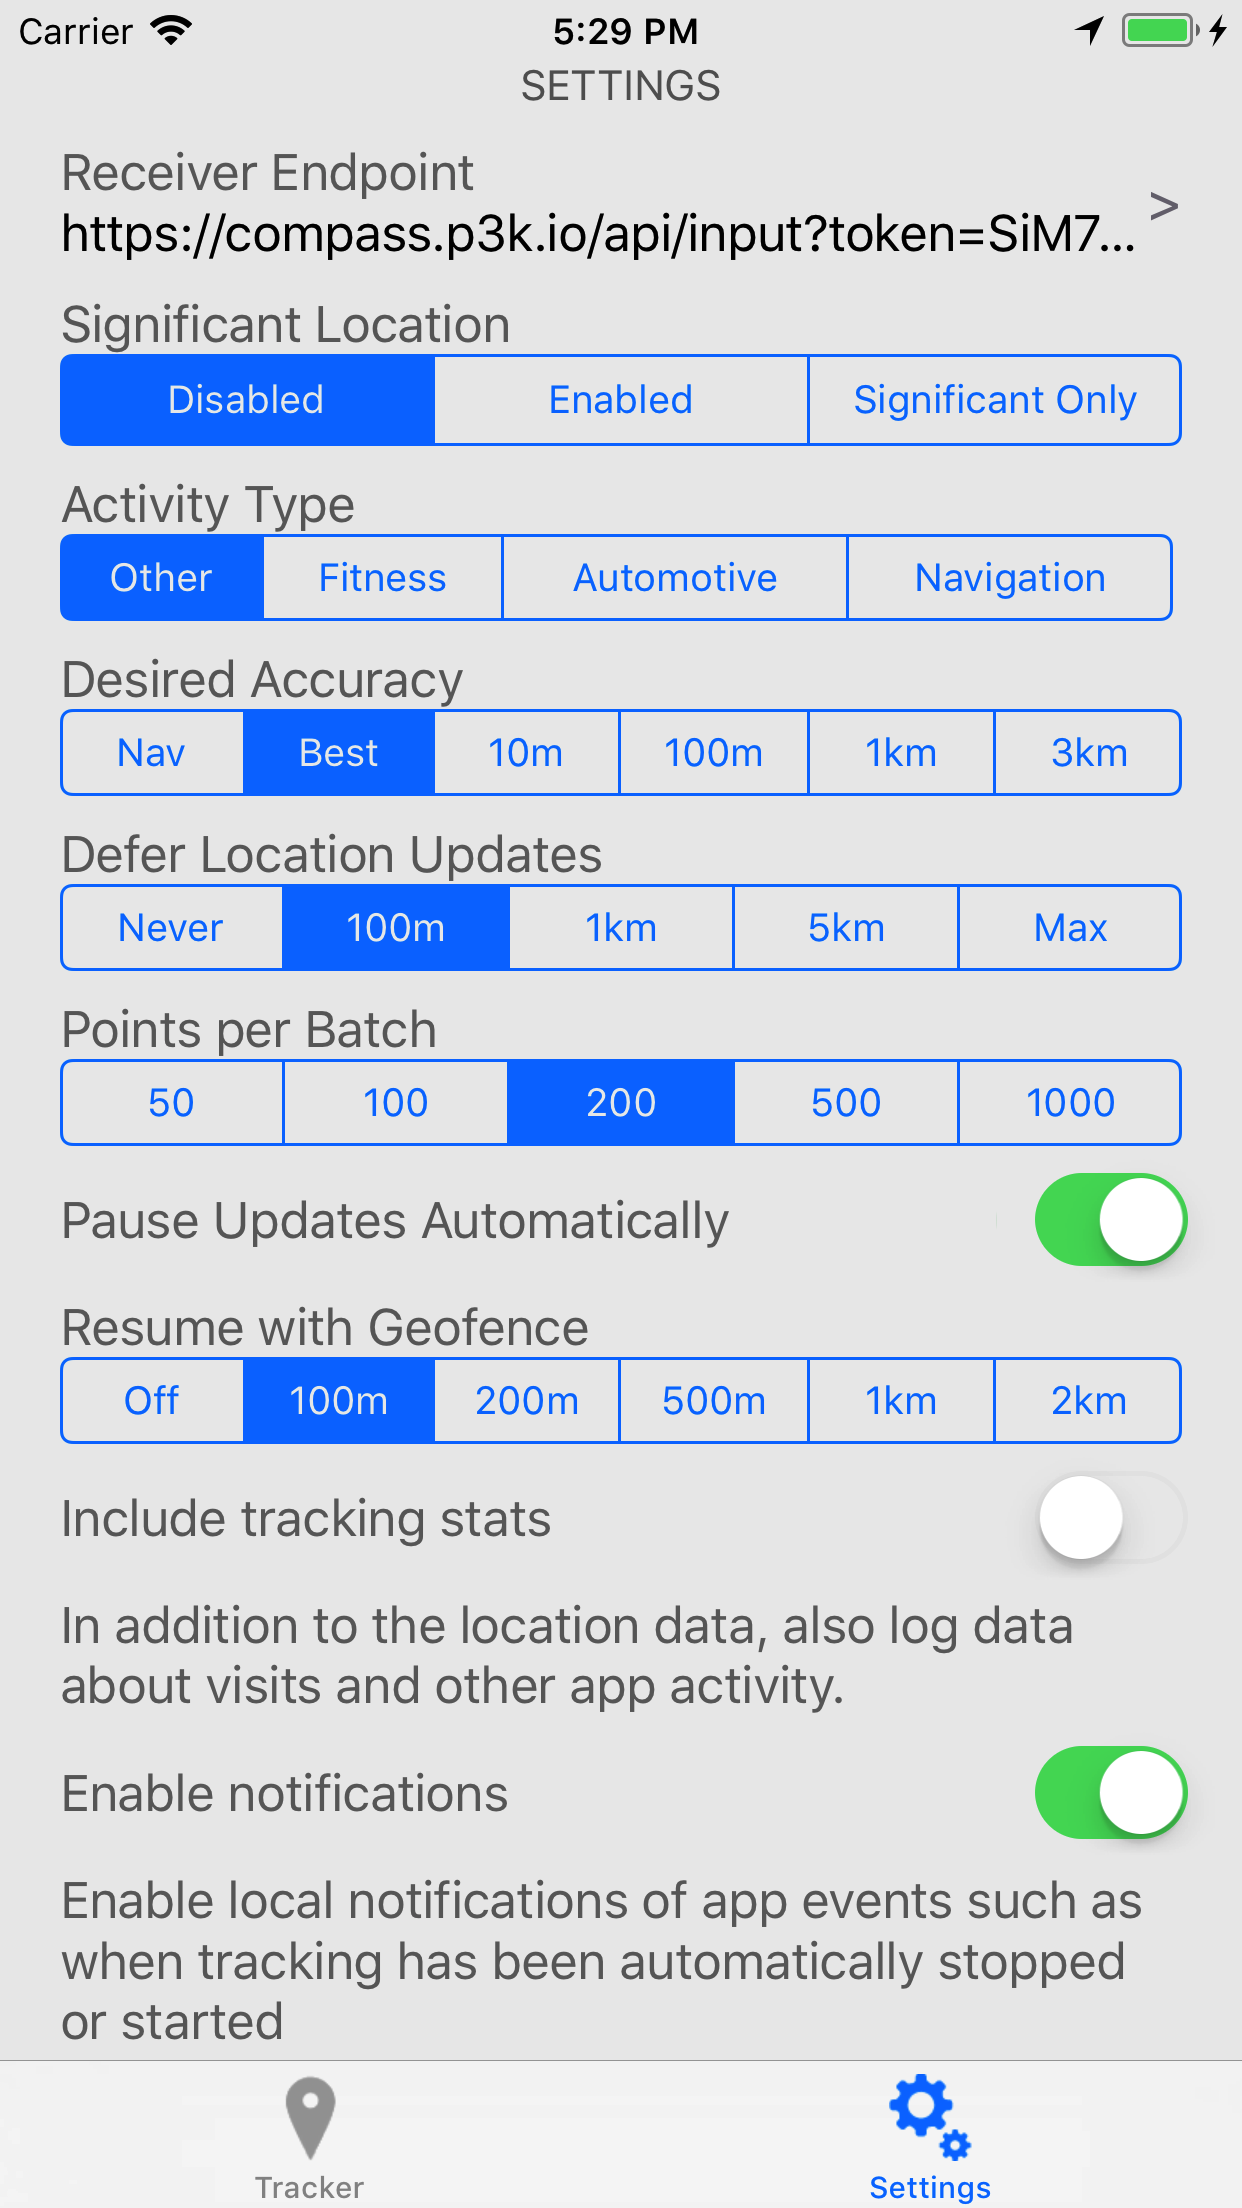 Carrier 5:29 PM
SETTINGS
Receiver Endpoint
https://compass.p3k.io/api/input?token=SiM7... >
Significant Location
Disabled Enabled Significant Only
Activity Type
Other Fitness Automotive Navigation
Desired Accuracy
Nav Best 10m 100m 1km 3km
Defer Location Updates
Never 100m 1km 5km Max
Points per Batch
50 100 200 500 1000
Pause Updates Automatically
Resume with Geofence
Off 100m 200m 500m 1km 2km
Include tracking stats
In addition to the location data, also log data
about visits and other app activity.
Enable notifications
Enable local notifications of app events such as
when tracking has been automatically stopped
or started
Tracker Settings